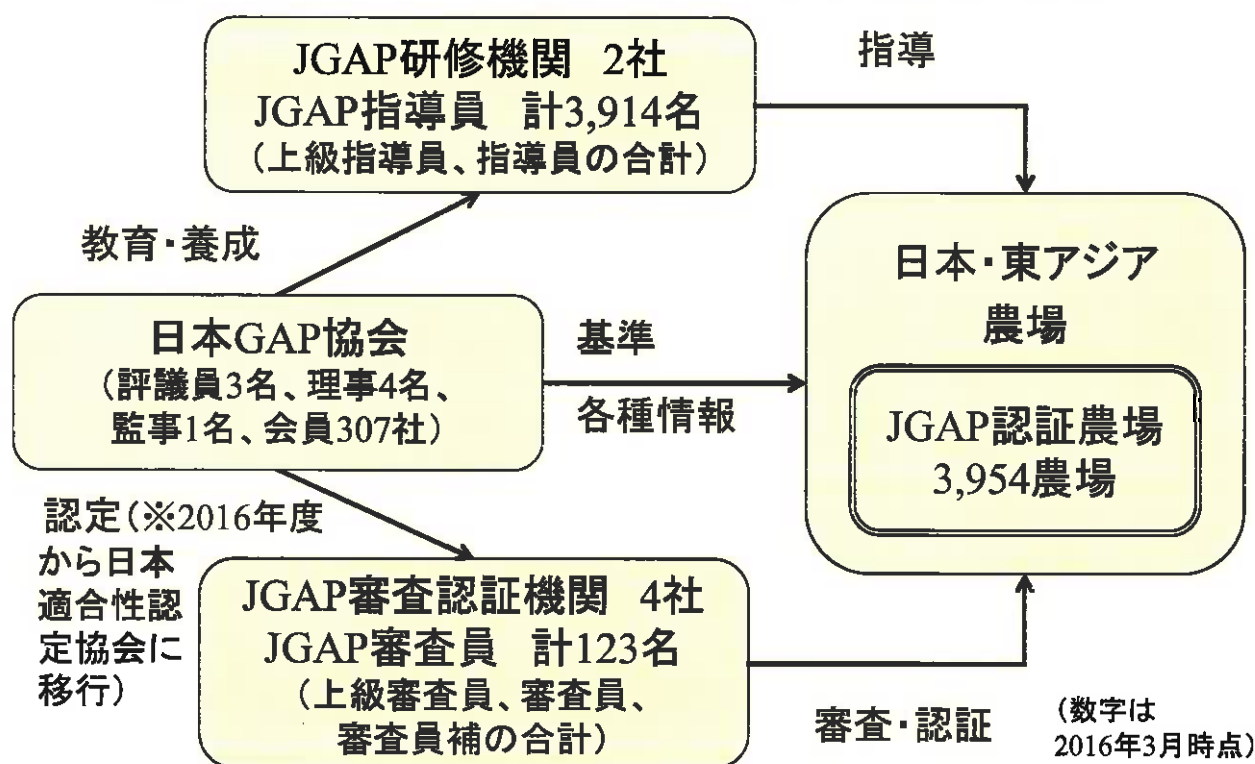 JGAP研修機関 2社
JGAP指導員 計3,914名
(上級指導員、指導員の合計)
指導
教育・養成
日本GAP協会
(評議員3名、理事4名、
監事1名、会員307社)
基準
各種情報
日本・東アジア
農場
JGAP認証農場
3,954農場
認定(※2016年度
から日本
適合性認
定協会に
移行)
JGAP審査認証機関 4社
JGAP審査員 計123名
(上級審査員、審査員、
審査員補の合計)
審査・認証
(数字は
2016年3月時点)